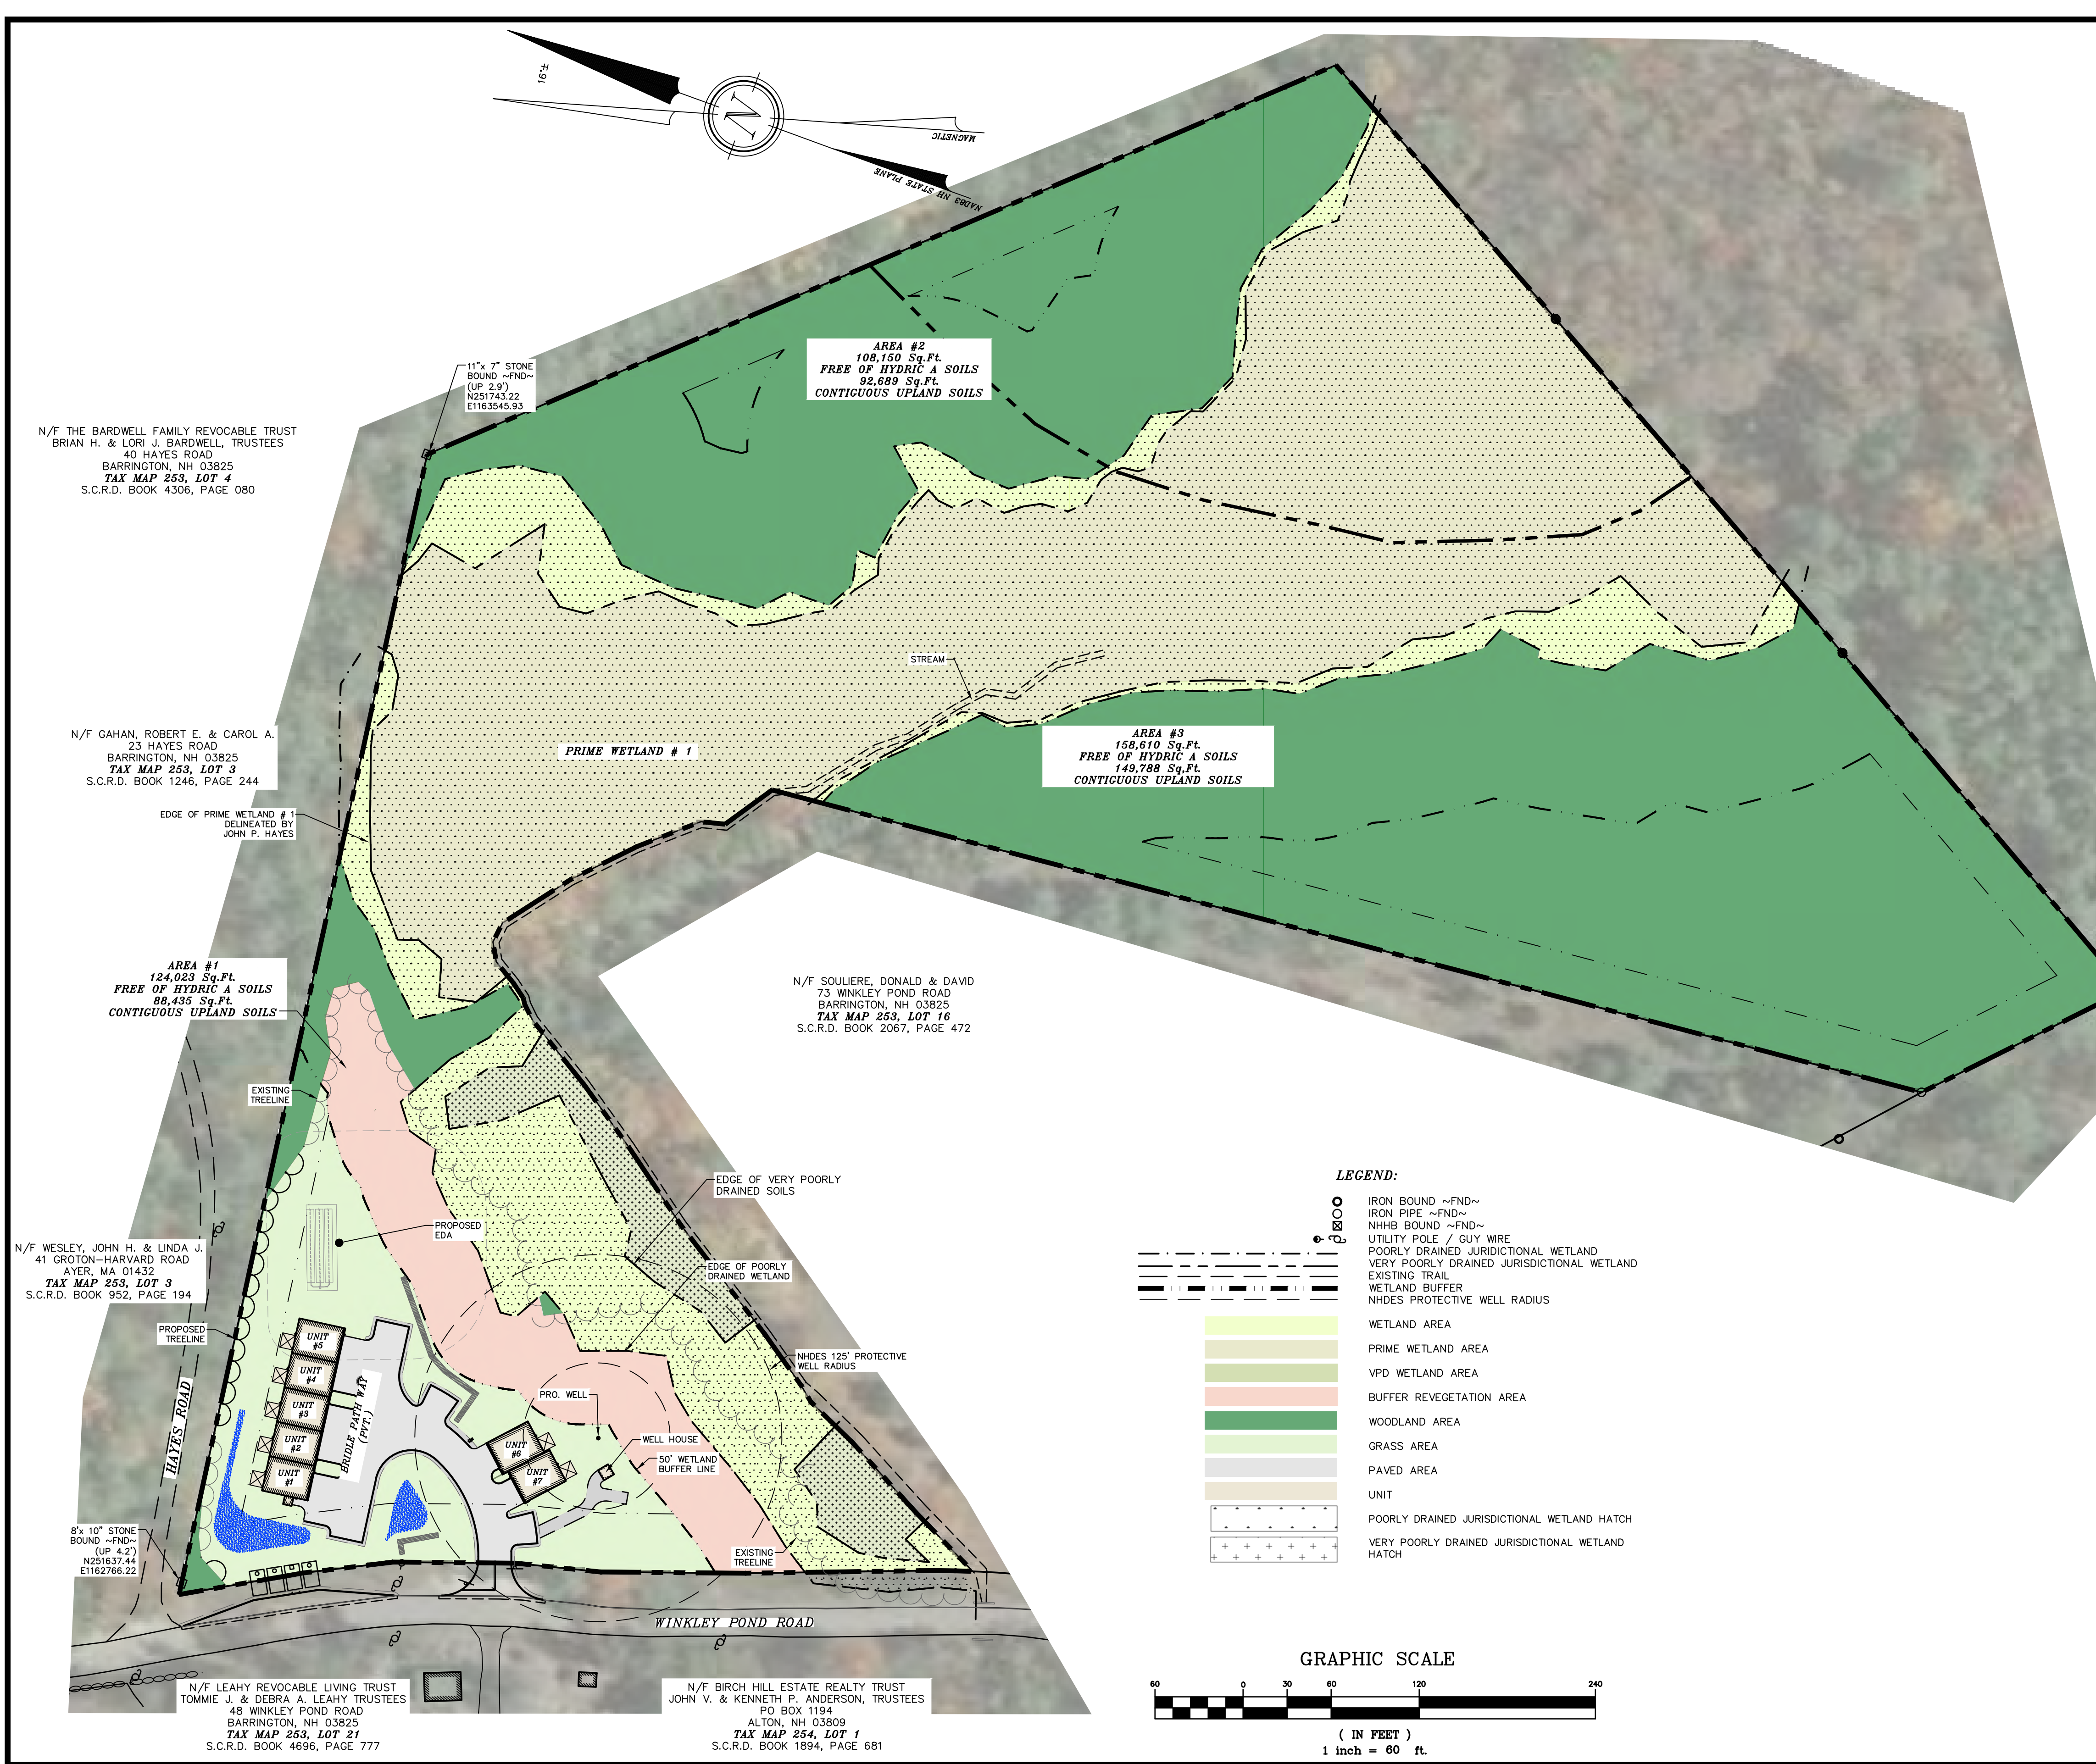 16°±
N
MAGNETIC
NAD83 NH STATE PLANE
11"x 7" STONE
BOUND ~FND~
(UP 2.9')
N251743.22
E1163545.93
N/F THE BARDWELL FAMILY REVOCABLE TRUST
BRIAN H. & LORI J. BARDWELL, TRUSTEES
40 HAYES ROAD
BARRINGTON, NH 03825
TAX MAP 253, LOT 4
S.C.R.D. BOOK 4306, PAGE 080
AREA #2
108,150 Sq.Ft.
FREE OF HYDRIC A SOILS
92,689 Sq.Ft.
CONTIGUOUS UPLAND SOILS
STREAM
PRIME WETLAND # 1
AREA #3
158,610 Sq.Ft.
FREE OF HYDRIC A SOILS
149,788 Sq,Ft.
CONTIGUOUS UPLAND SOILS
N/F GAHAN, ROBERT E. & CAROL A.
23 HAYES ROAD
BARRINGTON, NH 03825
TAX MAP 253, LOT 3
S.C.R.D. BOOK 1246, PAGE 244
EDGE OF PRIME WETLAND # 1
DELINEATED BY
JOHN P. HAYES
AREA #1
124,023 Sq.Ft.
FREE OF HYDRIC A SOILS
88,435 Sq.Ft.
CONTIGUOUS UPLAND SOILS
N/F SOULIERE, DONALD & DAVID
73 WINKLEY POND ROAD
BARRINGTON, NH 03825
TAX MAP 253, LOT 16
S.C.R.D. BOOK 2067, PAGE 472
EXISTING
TREELINE
EDGE OF VERY POORLY
DRAINED SOILS
PROPOSED
EDA
EDGE OF POORLY
DRAINED WETLAND
N/F WESLEY, JOHN H. & LINDA J.
41 GROTON-HARVARD ROAD
AYER, MA 01432
TAX MAP 253, LOT 3
S.C.R.D. BOOK 952, PAGE 194
PROPOSED
TREELINE
NHDES 125' PROTECTIVE
WELL RADIUS
UNIT
#5
UNIT
#4
UNIT
#3
UNIT
#2
UNIT
#1
BRIDLE PATH WAY
(PVT.)
HAYES ROAD
PRO. WELL
WELL HOUSE
UNIT
#6
UNIT
#7
50' WETLAND
BUFFER LINE
8"x 10" STONE
BOUND ~FND~
(UP 4.2')
N251637.44
E1162766.22
EXISTING
TREELINE
WINKLEY POND ROAD
N/F LEAHY REVOCABLE LIVING TRUST
TOMMIE J. & DEBRA A. LEAHY TRUSTEES
48 WINKLEY POND ROAD
BARRINGTON, NH 03825
TAX MAP 253, LOT 21
S.C.R.D. BOOK 4696, PAGE 777
N/F BIRCH HILL ESTATE REALTY TRUST
JOHN V. & KENNETH P. ANDERSON, TRUSTEES
PO BOX 1194
ALTON, NH 03809
TAX MAP 254, LOT 1
S.C.R.D. BOOK 1894, PAGE 681
LEGEND:
IRON BOUND ~FND~
IRON PIPE ~FND~
NHHB BOUND ~FND~
UTILITY POLE / GUY WIRE
POORLY DRAINED JURIDICTIONAL WETLAND
VERY POORLY DRAINED JURISDICTIONAL WETLAND
EXISTING TRAIL
WETLAND BUFFER
NHDES PROTECTIVE WELL RADIUS
WETLAND AREA
PRIME WETLAND AREA
VPD WETLAND AREA
BUFFER REVEGETATION AREA
WOODLAND AREA
GRASS AREA
PAVED AREA
UNIT
POORLY DRAINED JURISDICTIONAL WETLAND HATCH
VERY POORLY DRAINED JURISDICTIONAL WETLAND
HATCH
GRAPHIC SCALE
60 0 30 60 120 240
( IN FEET )
1 inch = 60 ft.